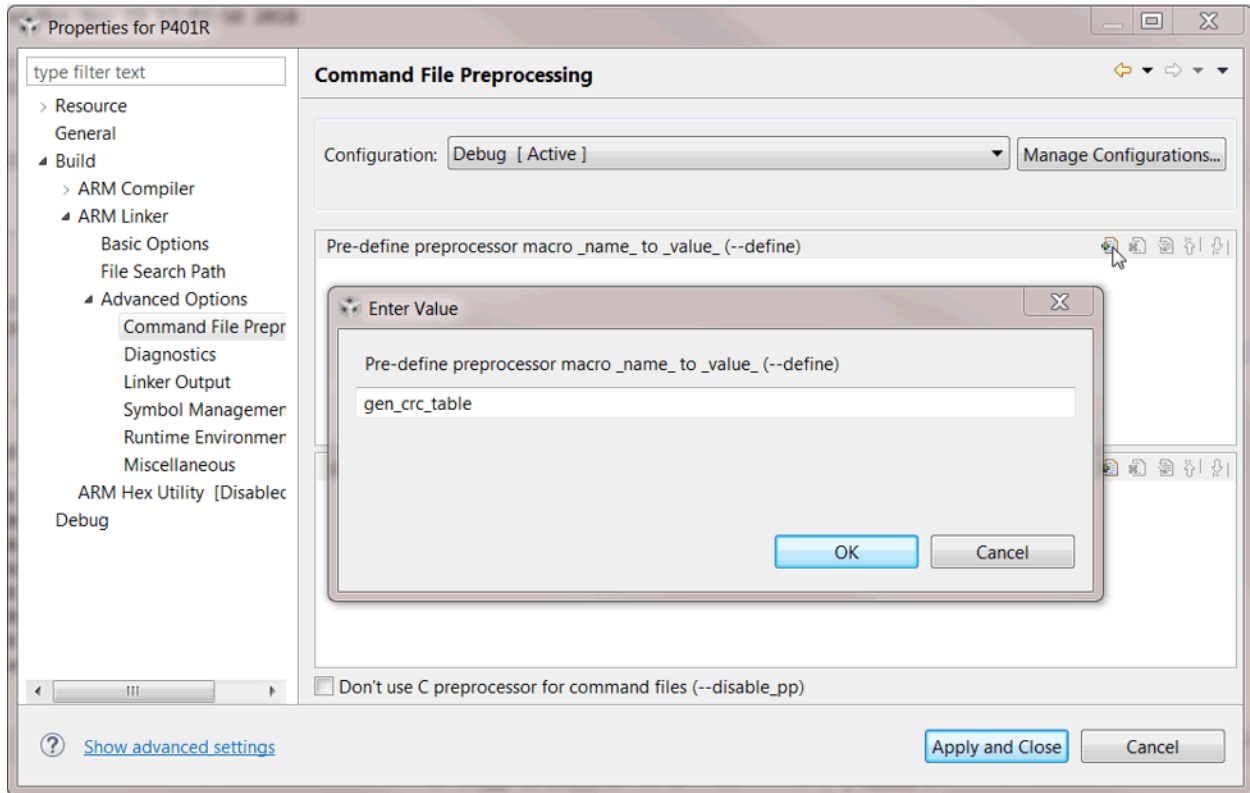 Properties for P401R
type filter text
Command File Preprocessing
Resource
General
Build
ARM Compiler
ARM Linker
Basic Options
File Search Path
Advanced Options
Command File Prepr
Diagnostics
Linker Output
Symbol Managemen
Runtime Environmen
Miscellaneous
ARM Hex Utility [Disablec
Debug
Configuration: Debug [ Active ]
Manage Configurations...
Pre-define preprocessor macro _name_ to _value_ (--define)
Enter Value
Pre-define preprocessor macro _name_ to _value_ (--define)
gen_crc_table
OK
Cancel
Don't use C preprocessor for command files (--disable_pp)
Show advanced settings
Apply and Close
Cancel